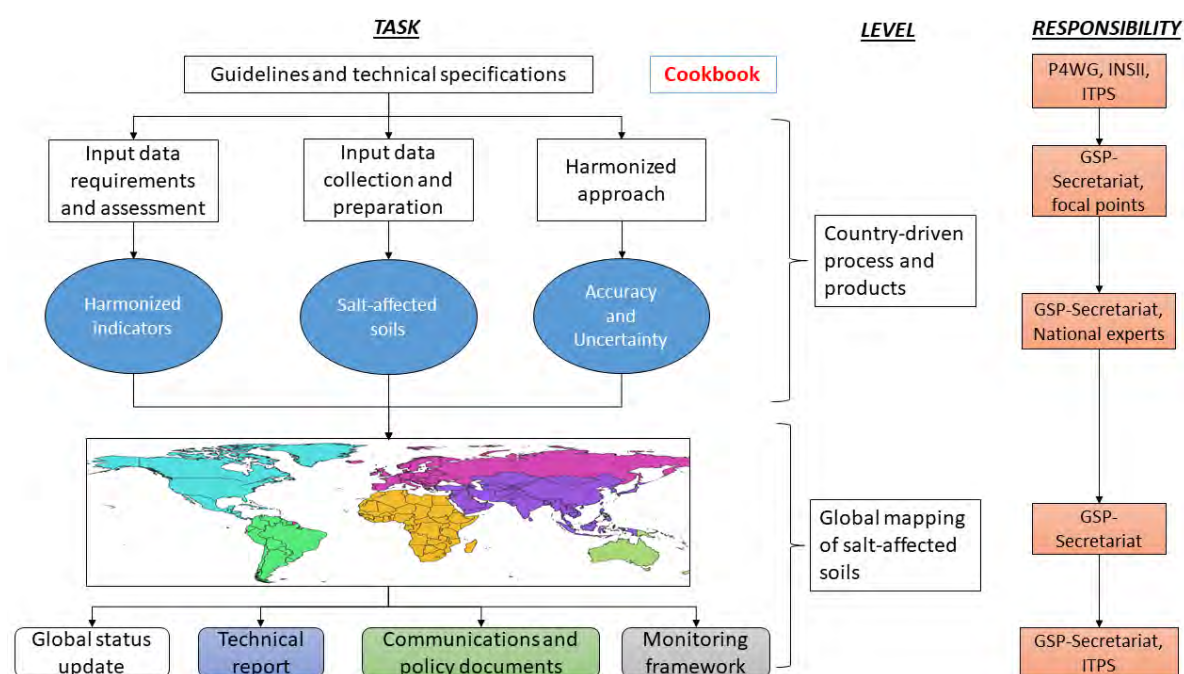 TASK
LEVEL
RESPONSIBILITY
Guidelines and technical specifications
Cookbook
P4WG, INSII,
ITPS
Input data
requirements
and assessment
Input data
collection and
preparation
Harmonized
approach
GSP-
Secretariat,
focal points
Country-driven
process and
products
Harmonized
indicators
Salt-affected
soils
Accuracy
and
Uncertainty
GSP-Secretariat,
National experts
Global mapping
of salt-affected
soils
GSP-
Secretariat
Global status
update
Technical
report
Communications and
policy documents
Monitoring
framework
GSP-Secretariat,
ITPS